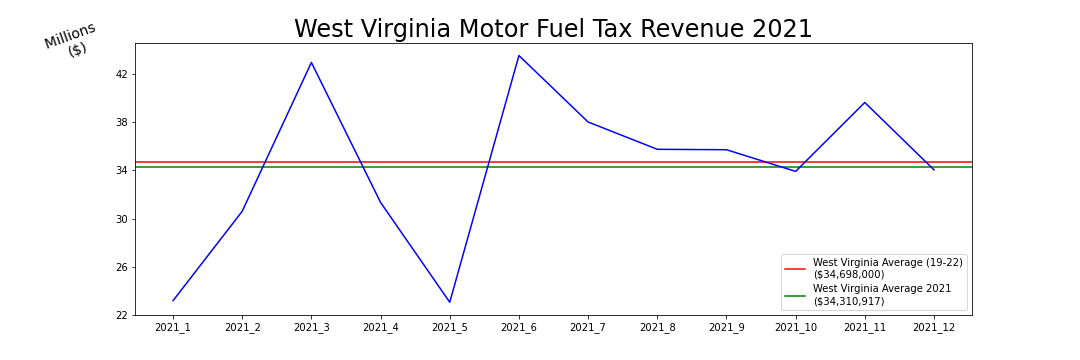 West Virginia Motor Fuel Tax Revenue 2021
Millions
($)
42
38
34
30
26
22
West Virginia Average (19-22)
($34,698,000)
West Virginia Average 2021
($34,310,917)
2021_1 2021_2 2021_3 2021_4 2021_5 2021_6 2021_7 2021_8 2021_9 2021_10 2021_11 2021_12